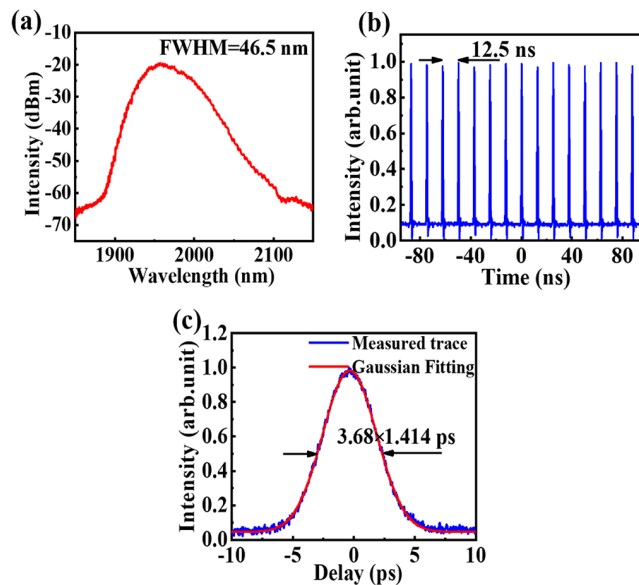 (a)
FWHM=46.5 nm
Intensity (dBm)
-10
-20
-30
-40
-50
-60
-70
1900 2000 2100
Wavelength (nm)
(b)
12.5 ns
Intensity (arb.unit)
1.2
1.0
0.8
0.6
0.4
0.2
0.0
-80 -40 0 40 80
Time (ns)
(c)
Measured trace
Gaussian Fitting
3.68×1.414 ps
Intensity (arb.unit)
1.2
1.0
0.8
0.6
0.4
0.2
0.0
-10 -5 0 5 10
Delay (ps)